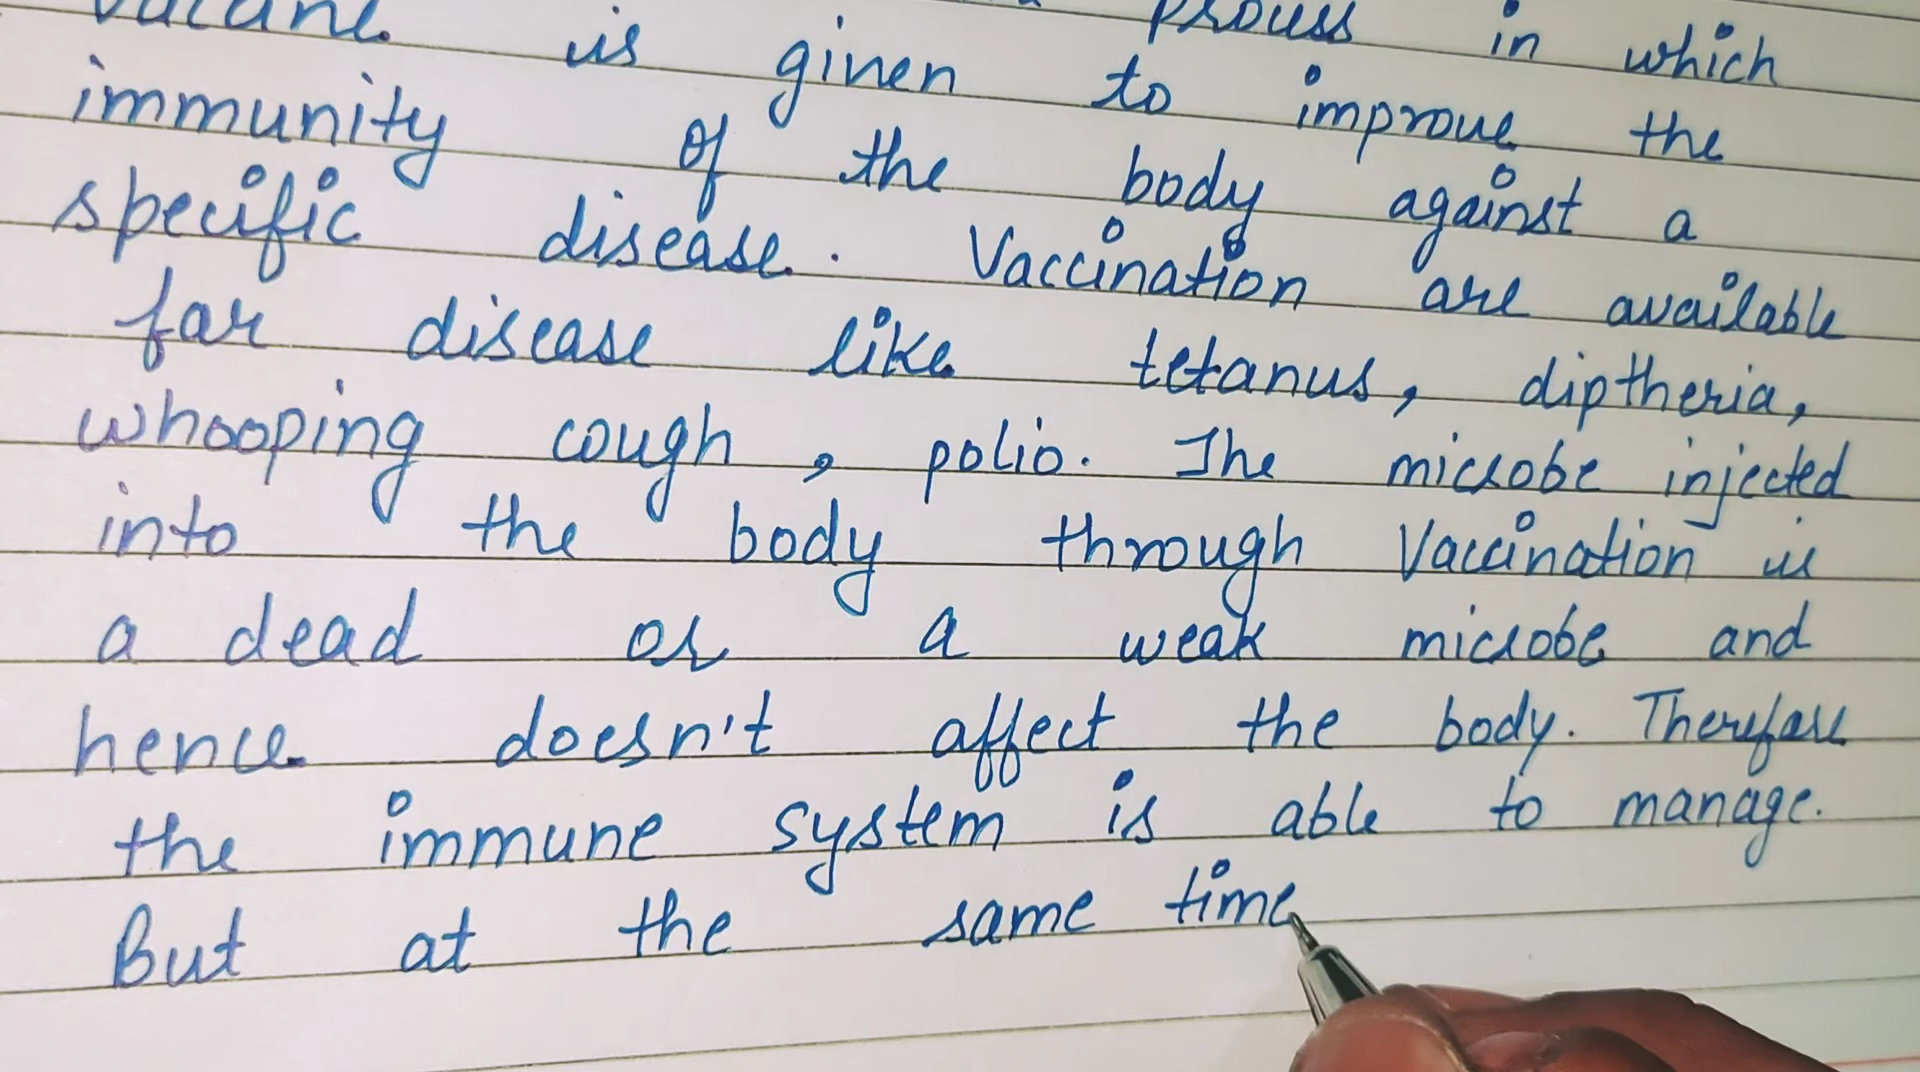 process in which
vaccine is given to improve the
immunity of the body against a
specific disease. Vaccination are available
for disease like tetanus, diptheria,
whooping cough, polio. The microbe injected
into the body through Vaccination is
a dead or a weak microbe and
hence doesn't affect the body. Therefore
the immune system is able to manage.
But at the same time